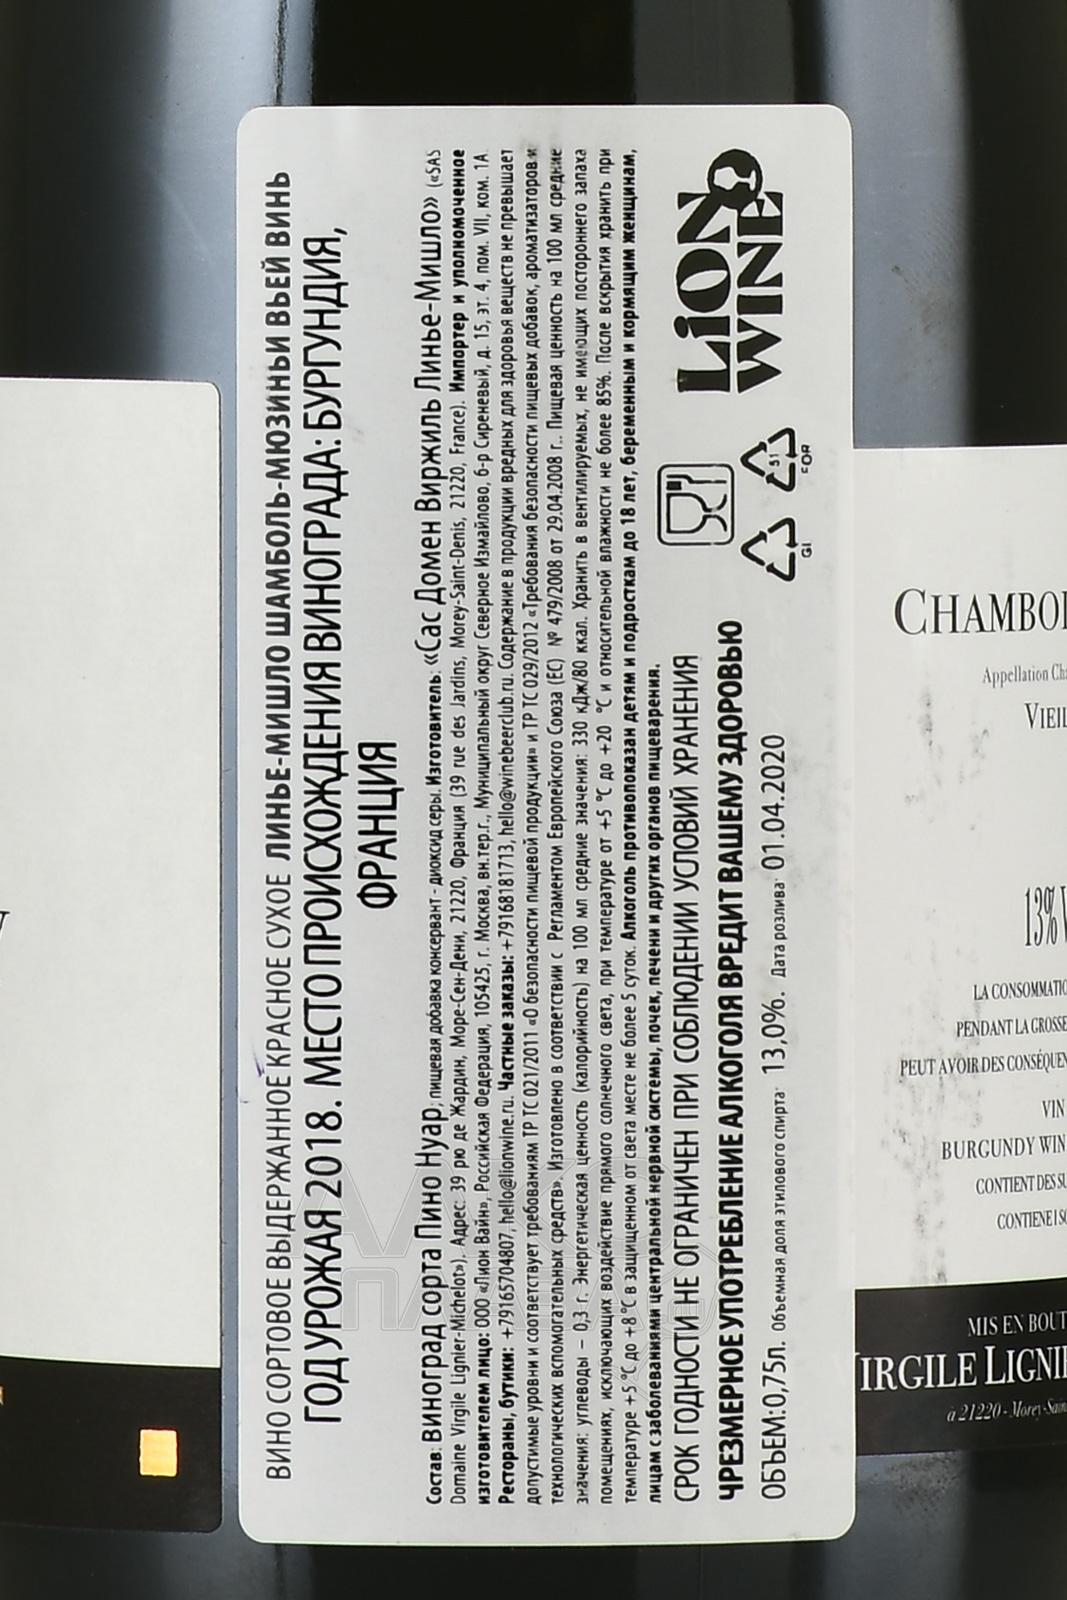 ВИНО СОРТОВОЕ ВЫДЕРЖАННОЕ КРАСНОЕ СУХОЕ ЛИНЬЕ-МИШЛО ШАМБОЛЬ-МЮЗИНЬИ ВЬЕЙ ВИНЬ
ГОД УРОЖАЯ 2018. МЕСТО ПРОИСХОЖДЕНИЯ ВИНОГРАДА: БУРГУНДИЯ,
ФРАНЦИЯ
Состав: Виноград сорта Пино Нуар, пищевая добавка консервант - диоксид серы. Изготовитель: «Сас Домен Виржиль Линье-Мишло» («SAS
Domaine Virgile Lignier-Michelot»). Адрес: 39 рю де Жардин, Море-Сен-Дени, 21220, Франция (39 rue des Jardins, Morey-Saint-Denis, 21220, France). Импортер и уполномоченное
изготовителем лицо: ООО «Лион Вайн», Российская Федерация, 105425, г. Москва, вн.тер.г., Муниципальный округ Северное Измайлово, б-р Сиреневый, д. 15, эт. 4, пом. VII, ком. 1А
Рестораны, бутики: +79165704807, hello@lionwine.ru. Частные заказы: +79168181713, hello@winebeerclub.ru. Содержание в продукции вредных для здоровья веществ не превышает
допустимые уровни и соответствует требованиям ТР ТС 021/2011 «О безопасности пищевой продукции» и ТР ТС 029/2012 «Требования безопасности пищевых добавок, ароматизаторов и
технологических вспомогательных средств». Изготовлено в соответствии с Регламентом Европейского Союза (ЕС) № 479/2008 от 29.04.2008 г.. Пищевая ценность на 100 мл средние
значения: углеводы – 0,3 г. Энергетическая ценность (калорийность) на 100 мл средние значения: 330 кДж/80 ккал. Хранить в вентилируемых, не имеющих постороннего запаха
помещениях, исключающих воздействие прямого солнечного света, при температуре от +5 °С до +20 °С и относительной влажности не более 85%. После вскрытия хранить при
температуре +5 °С до +8 °С в защищенном от света месте не более 5 суток. Алкоголь противопоказан детям и подросткам до 18 лет, беременным и кормящим женщинам,
лицам с заболеваниями центральной нервной системы, почек, печени и других органов пищеварения.
СРОК ГОДНОСТИ НЕ ОГРАНИЧЕН ПРИ СОБЛЮДЕНИИ УСЛОВИЙ ХРАНЕНИЯ
ЧРЕЗМЕРНОЕ УПОТРЕБЛЕНИЕ АЛКОГОЛЯ ВРЕДИТ ВАШЕМУ ЗДОРОВЬЮ
ОБЪЕМ: 0,75л. Объемная доля этилового спирта: 13,0%. Дата розлива: 01.04.2020
GL
51
FOR
LiON
WINE
CHAMBOL
Appellation Cha
VIEIL
13% V
LA CONSOMMATIO
PENDANT LA GROSSE
PEUT AVOIR DES CONSÉQUEN
VIN
BURGUNDY WIN
CONTIENT DES SU
CONTIENE I SO
MIS EN BOUT
VIRGILE LIGNIE
à 21220 - Morey-Sain